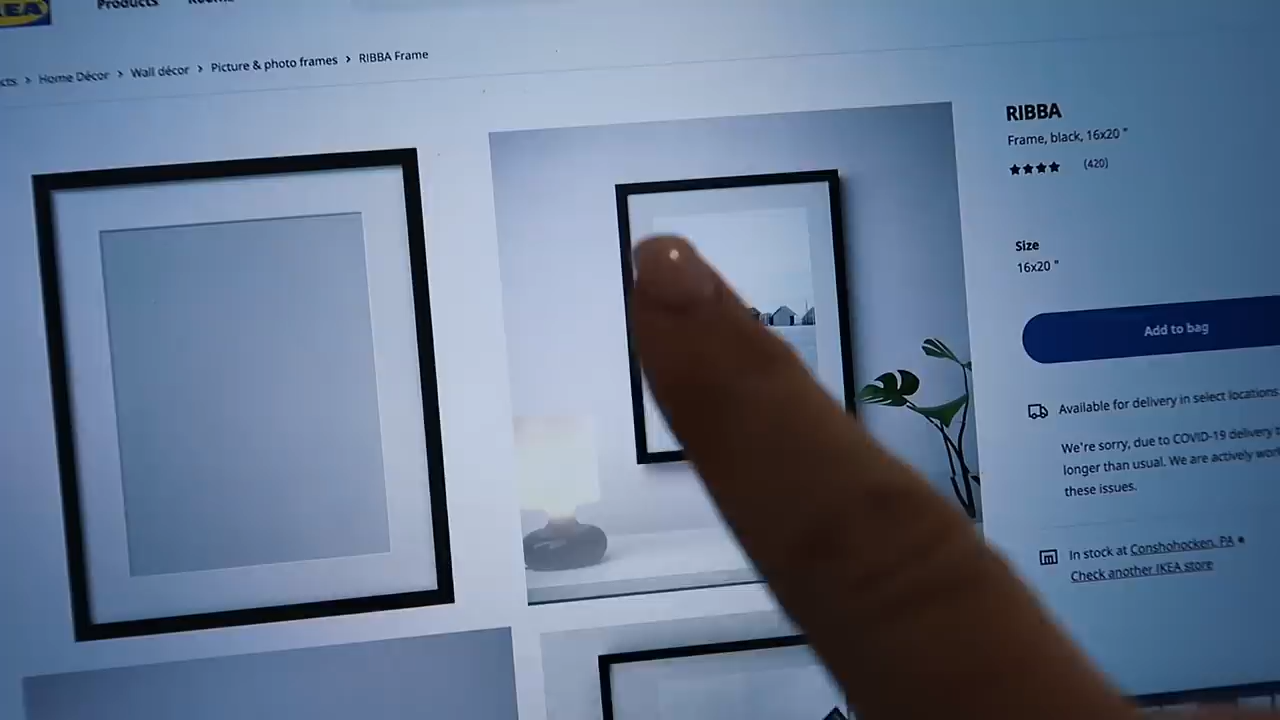 EA
Products
cts > Home Décor > Wall décor > Picture & photo frames > RIBBA Frame
RIBBA
Frame, black, 16x20 "
(420)
Size
16x20 "
Add to bag
Available for delivery in select locations
We're sorry, due to COVID-19 delivery
longer than usual. We are actively
these issues.
In stock at Conshohocken, PA
Check another IKEA store